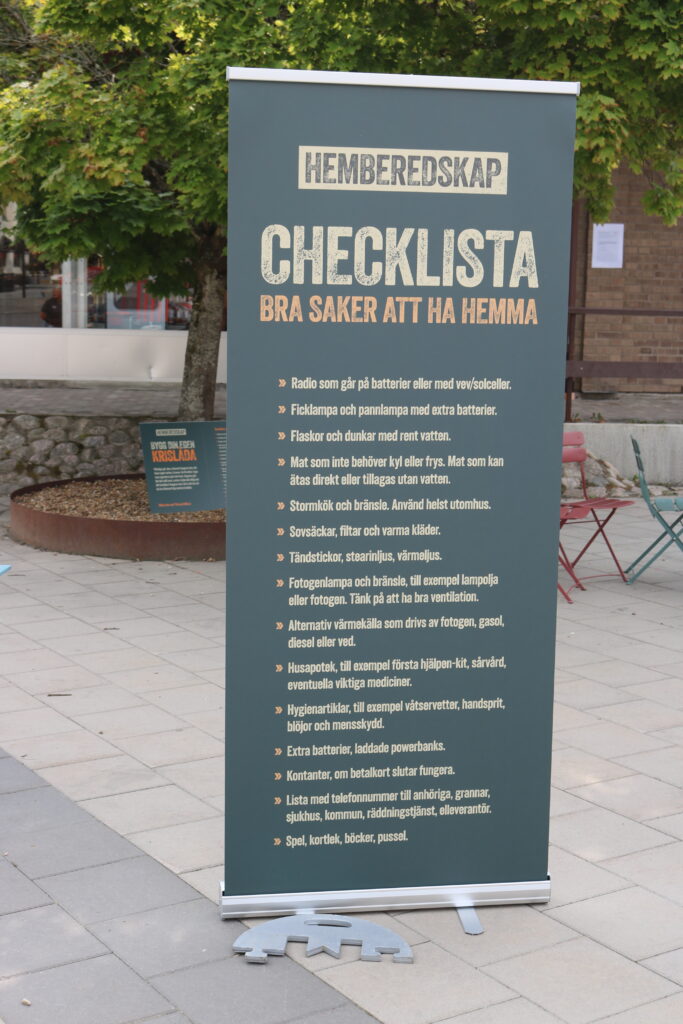 HEMBEREDSKAP
CHECKLISTA
BRA SAKER ATT HA HEMMA
» Radio som går på batterier eller med vev/solceller.
» Ficklampa och pannlampa med extra batterier.
» Flaskor och dunkar med rent vatten.
» Mat som inte behöver kyl eller frys. Mat som kan
ätas direkt eller tillagas utan vatten.
» Stormkök och bränsle. Använd helst utomhus.
» Sovsäckar, filtar och varma kläder.
» Tändstickor, stearinljus, värmeljus.
» Fotogenlampa och bränsle, till exempel lampolja
eller fotogen. Tänk på att ha bra ventilation.
» Alternativ värmekälla som drivs av fotogen, gasol,
diesel eller ved.
» Husapotek, till exempel första hjälpen-kit, sårvård,
eventuella viktiga mediciner.
» Hygienartiklar, till exempel våtservetter, handsprit,
blöjor och mensskydd.
» Extra batterier, laddade powerbanks.
» Kontanter, om betalkort slutar fungera.
» Lista med telefonnummer till anhöriga, grannar,
sjukhus, kommun, räddningstjänst, elleverantör.
» Spel, kortlek, böcker, pussel.
HEMBEREDSKAP
BYGG DIN EGEN
KRISLÅDA